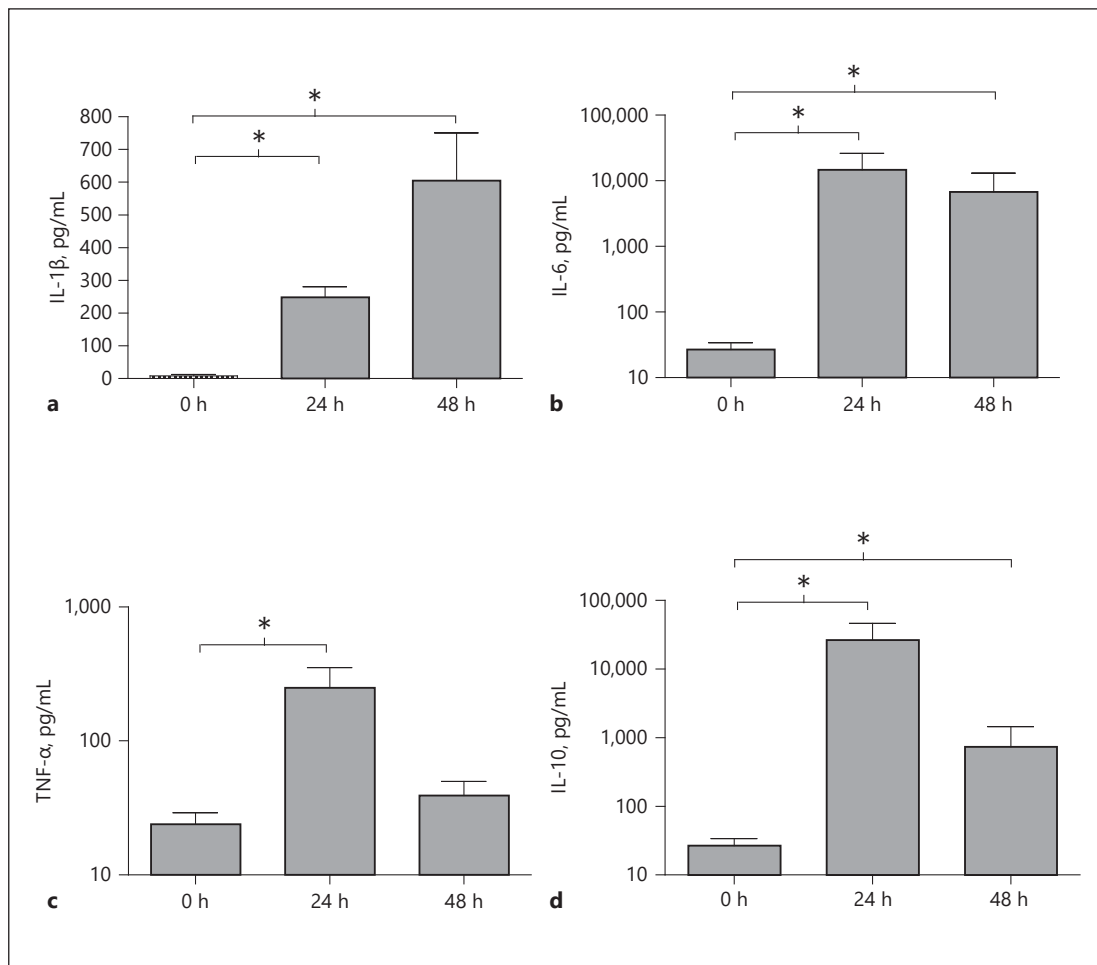 *
*
800
700
600
500
400
300
200
100
0
IL-1β, pg/mL
0 h
24 h
48 h
a
*
*
100,000
10,000
1,000
100
10
IL-6, pg/mL
0 h
24 h
48 h
b
*
1,000
100
10
TNF-α, pg/mL
0 h
24 h
48 h
c
*
*
100,000
10,000
1,000
100
10
IL-10, pg/mL
0 h
24 h
48 h
d